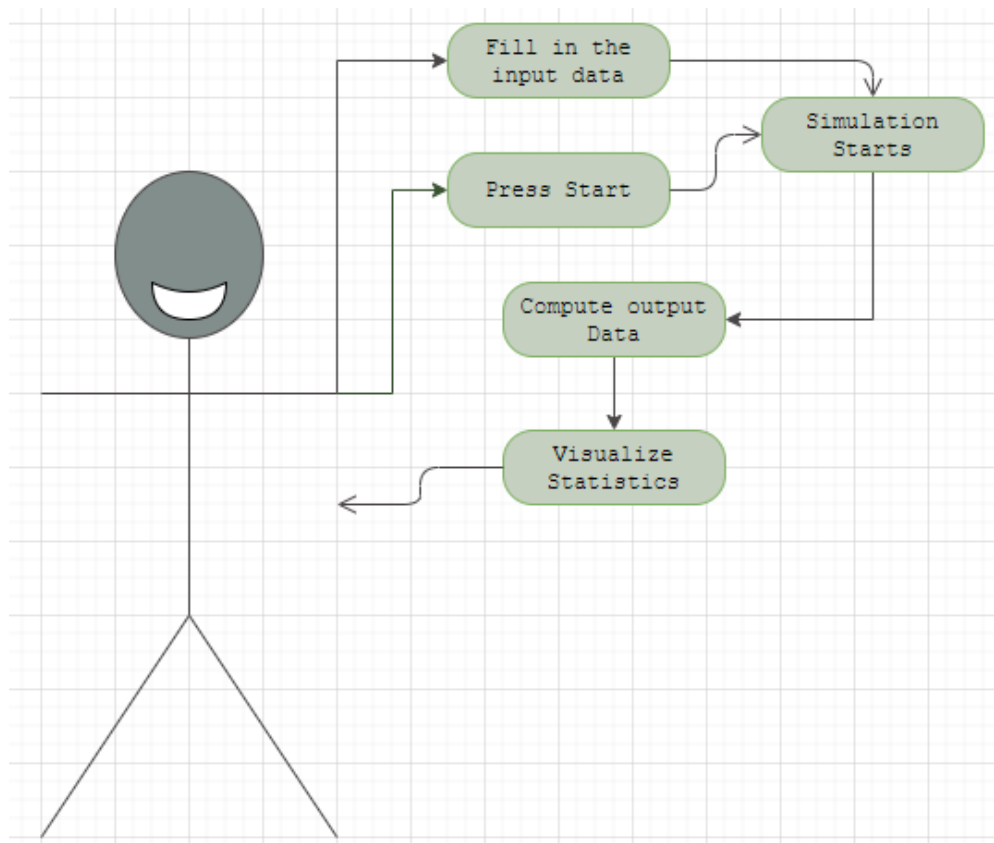 Fill in the
input data
Simulation
Starts
Press Start
Compute output
Data
Visualize
Statistics